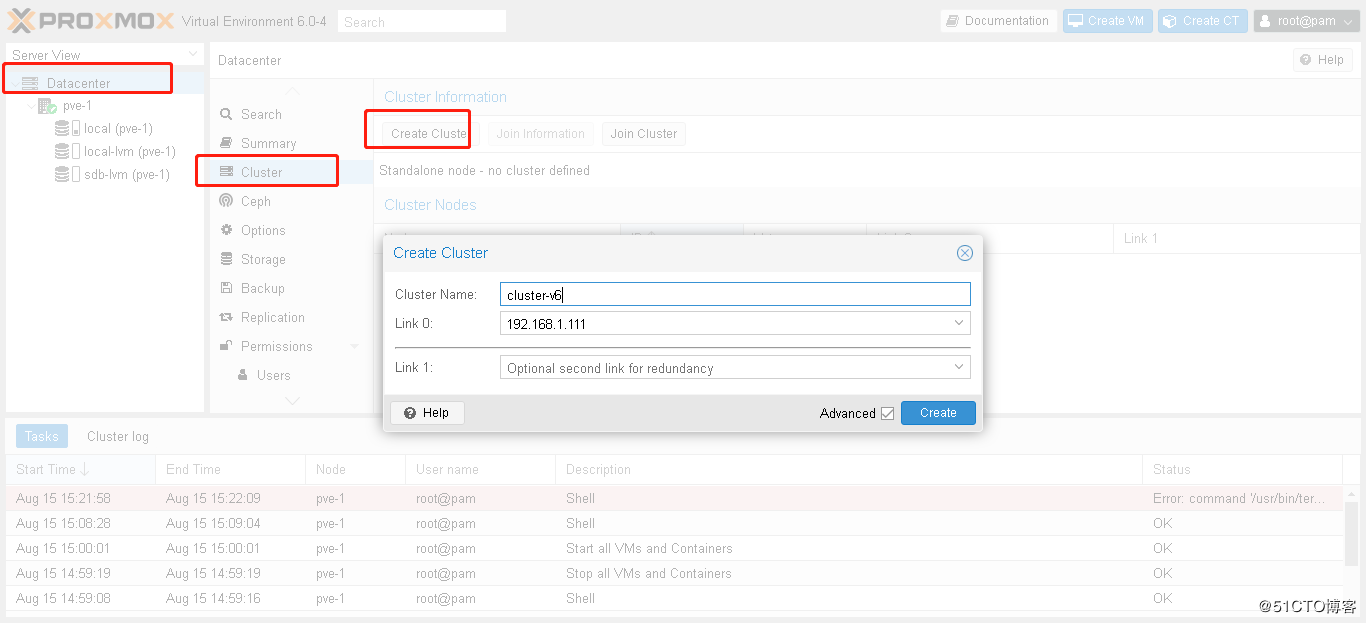 PROXMOX Virtual Environment 6.0-4 Search Documentation Create VM Create CT root@pam
Server View
Datacenter
pve-1
local (pve-1)
local-lvm (pve-1)
sdb-lvm (pve-1)
Datacenter Help
Search
Summary
Cluster
Ceph
Options
Storage
Backup
Replication
Permissions
Users
Cluster Information
Create Cluster Join Information Join Cluster
Standalone node - no cluster defined
Cluster Nodes
Link 1
Create Cluster
Cluster Name: cluster-v6
Link 0: 192.168.1.111
Link 1: Optional second link for redundancy
Help Advanced Create
Tasks Cluster log
Start Time End Time Node User name Description Status
Aug 15 15:21:58 Aug 15 15:22:09 pve-1 root@pam Shell Error: command '/usr/bin/ter...
Aug 15 15:08:28 Aug 15 15:09:04 pve-1 root@pam Shell OK
Aug 15 15:00:01 Aug 15 15:00:01 pve-1 root@pam Start all VMs and Containers OK
Aug 15 14:59:19 Aug 15 14:59:19 pve-1 root@pam Stop all VMs and Containers OK
Aug 15 14:59:08 Aug 15 14:59:16 pve-1 root@pam Shell OK
@51CTO博客